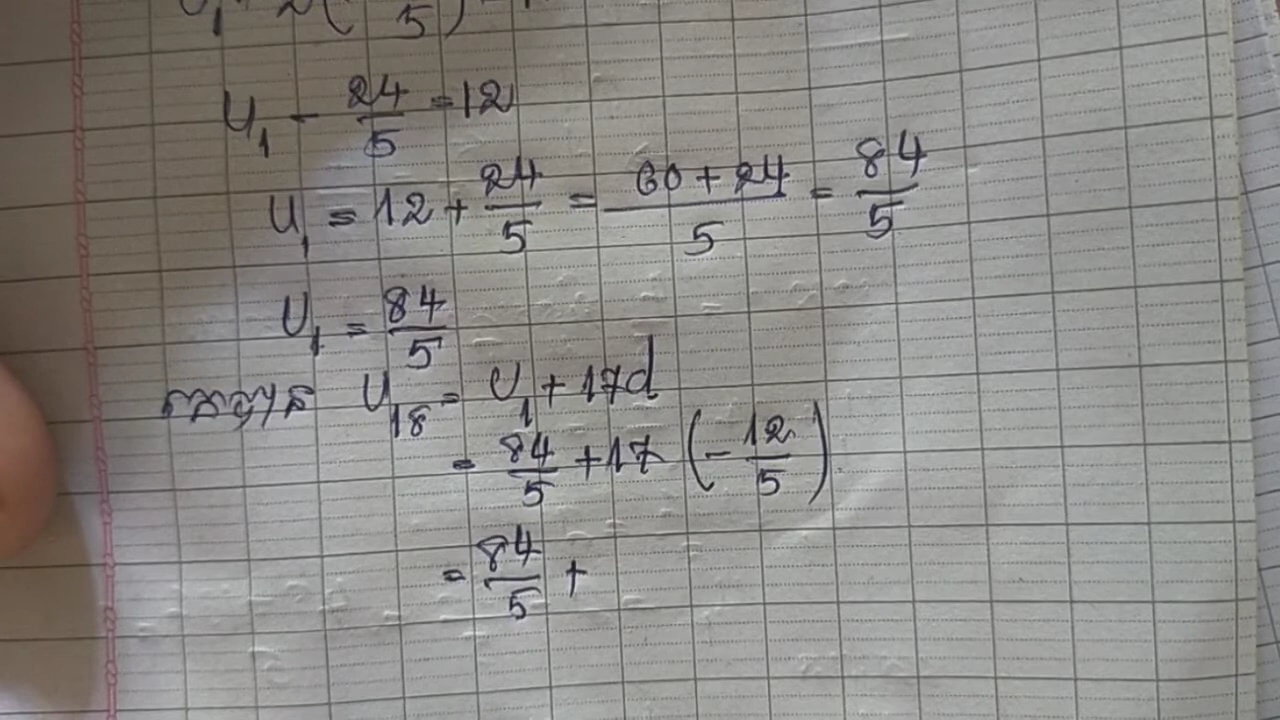 U₁ - 24/5 = 12
U₁ = 12 + 24/5 = (60 + 24)/5 = 84/5
U₁ = 84/5
U₁₈ = U₁ + 17d
= 84/5 + 17 (-12/5)
= 84/5 +